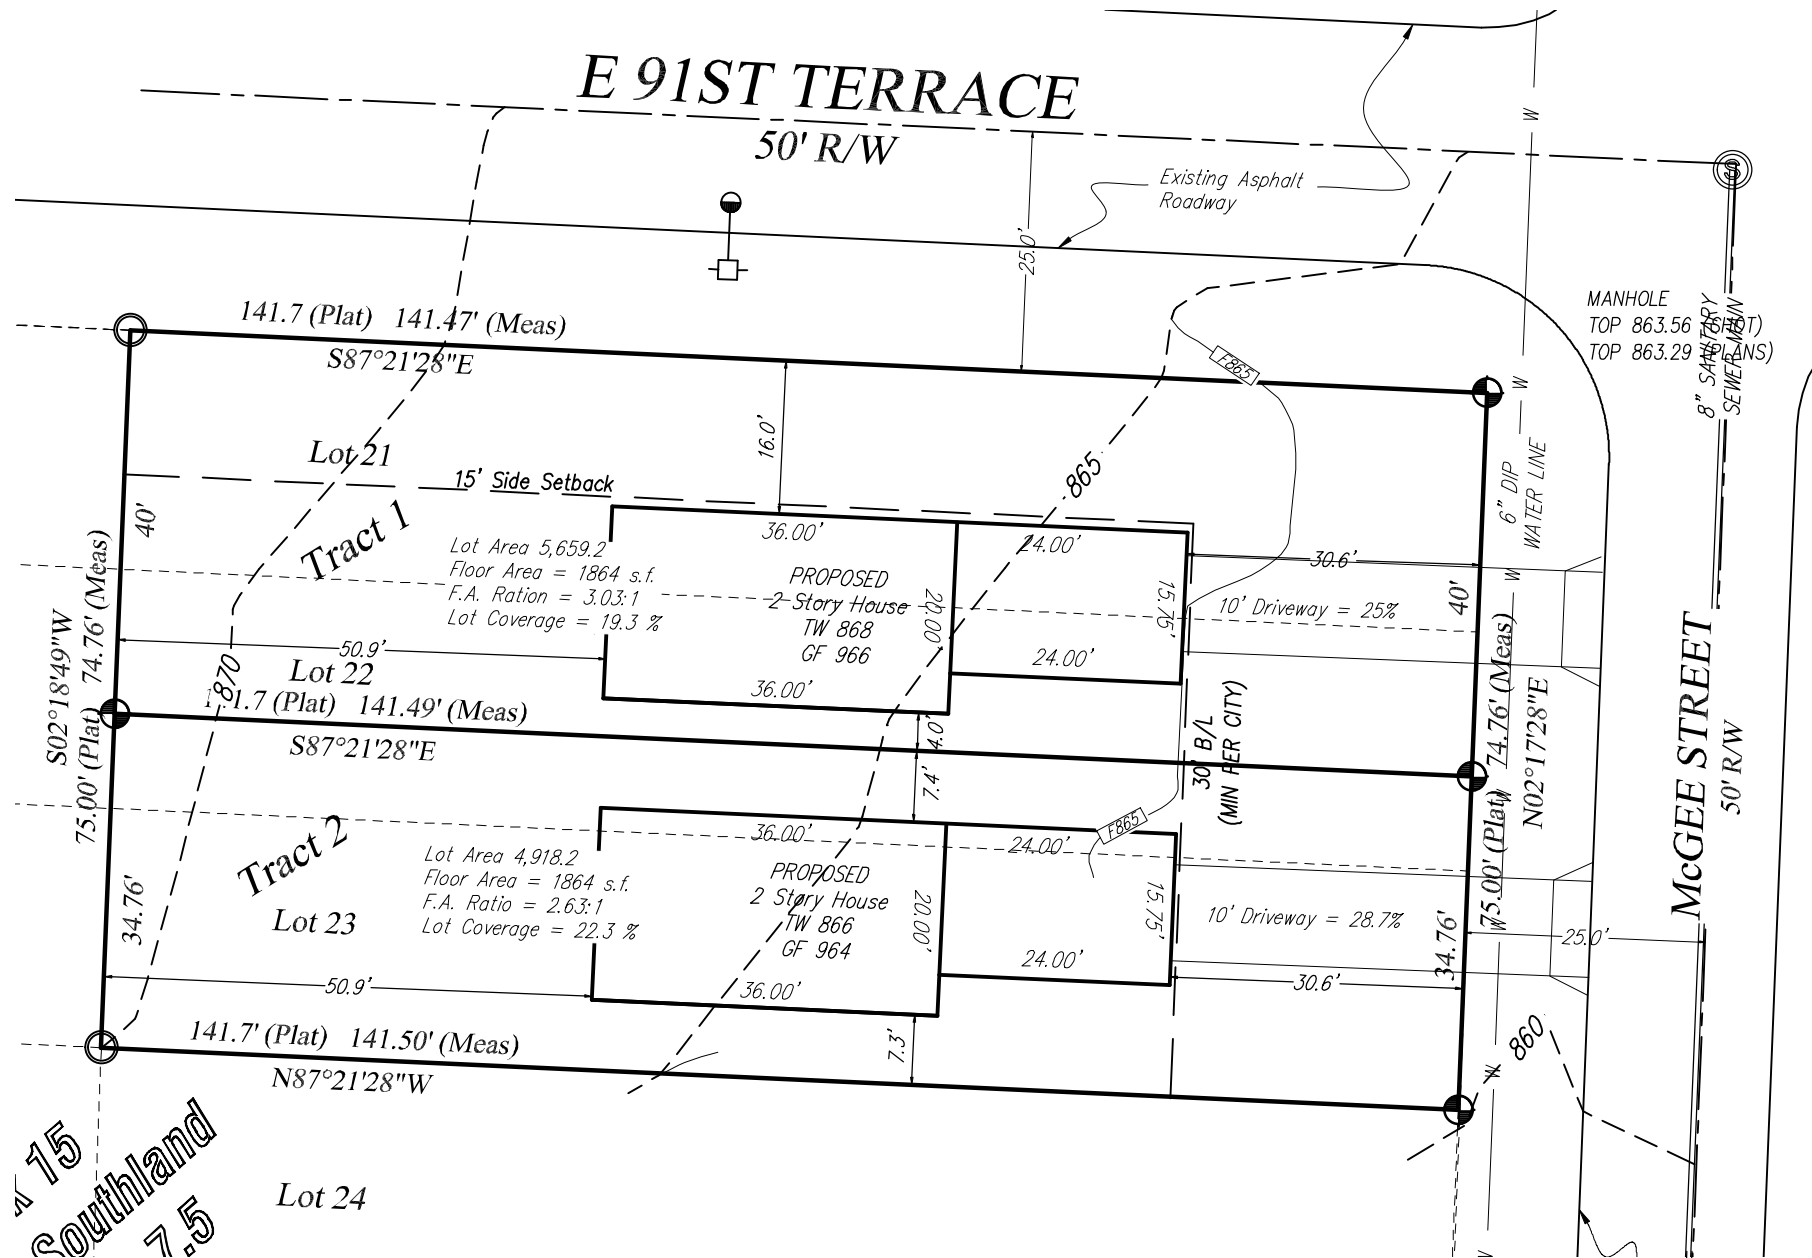 E 91ST TERRACE
50' R/W
Existing Asphalt
Roadway
25.0'
MANHOLE
TOP 863.56 (SHOT)
TOP 863.29 (PLANS)
8" SANITARY
SEWER MAIN
W
W
W
W
W
W
W
W
S
141.7 (Plat) 141.47' (Meas)
S87°21'28"E
F865
16.0'
Lot 21
15' Side Setback
865
6" DIP
WATER LINE
40'
Tract 1
Lot Area 5,659.2
Floor Area = 1864 s.f.
F.A. Ration = 3.03:1
Lot Coverage = 19.3 %
36.00'
24.00'
PROPOSED
2 Story House
TW 868
GF 966
20.00'
15.75'
30.6'
40'
10' Driveway = 25%
50.9'
24.00'
36.00'
Lot 22
870
S02°18'49"W
75.00' (Plat) 74.76' (Meas)
1.7 (Plat) 141.49' (Meas)
S87°21'28"E
4.0'
7.4'
30' B/L
(MIN PER CITY)
75.00' (Plat) 74.76' (Meas)
N02°17'28"E
McGEE STREET
50' R/W
F865
Tract 2
Lot Area 4,918.2
Floor Area = 1864 s.f.
F.A. Ratio = 2.63:1
Lot Coverage = 22.3 %
36.00'
24.00'
PROPOSED
2 Story House
TW 866
GF 964
20.00'
15.75'
10' Driveway = 28.7%
34.76'
Lot 23
34.76'
25.0'
24.00'
50.9'
36.00'
30.6'
141.7' (Plat) 141.50' (Meas)
N87°21'28"W
7.3'
860
15
Southland
7.5
Lot 24